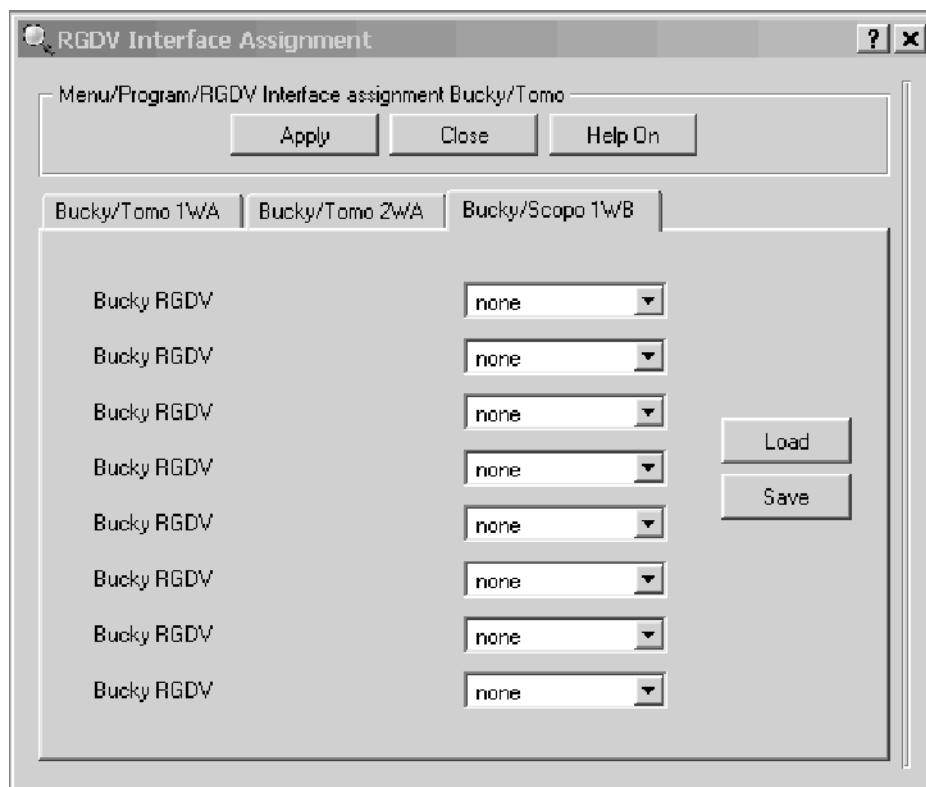 RGDV Interface Assignment
Menu/Program/RGDV Interface assignment Bucky/Tomo
Apply Close Help On
Bucky/Tomo 1WA Bucky/Tomo 2WA Bucky/Scopo 1WB
Bucky RGDV none
Bucky RGDV none
Bucky RGDV none
Load
Bucky RGDV none
Save
Bucky RGDV none
Bucky RGDV none
Bucky RGDV none
Bucky RGDV none